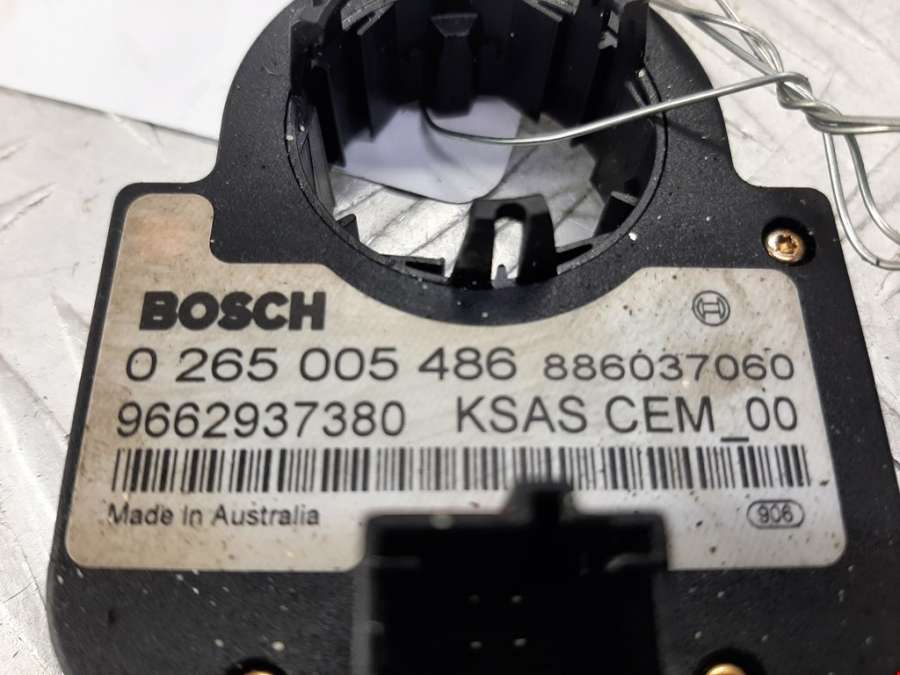 BOSCH
0 265 005 486 886037060
9662937380 KSAS CEM_00
Made In Australia
906